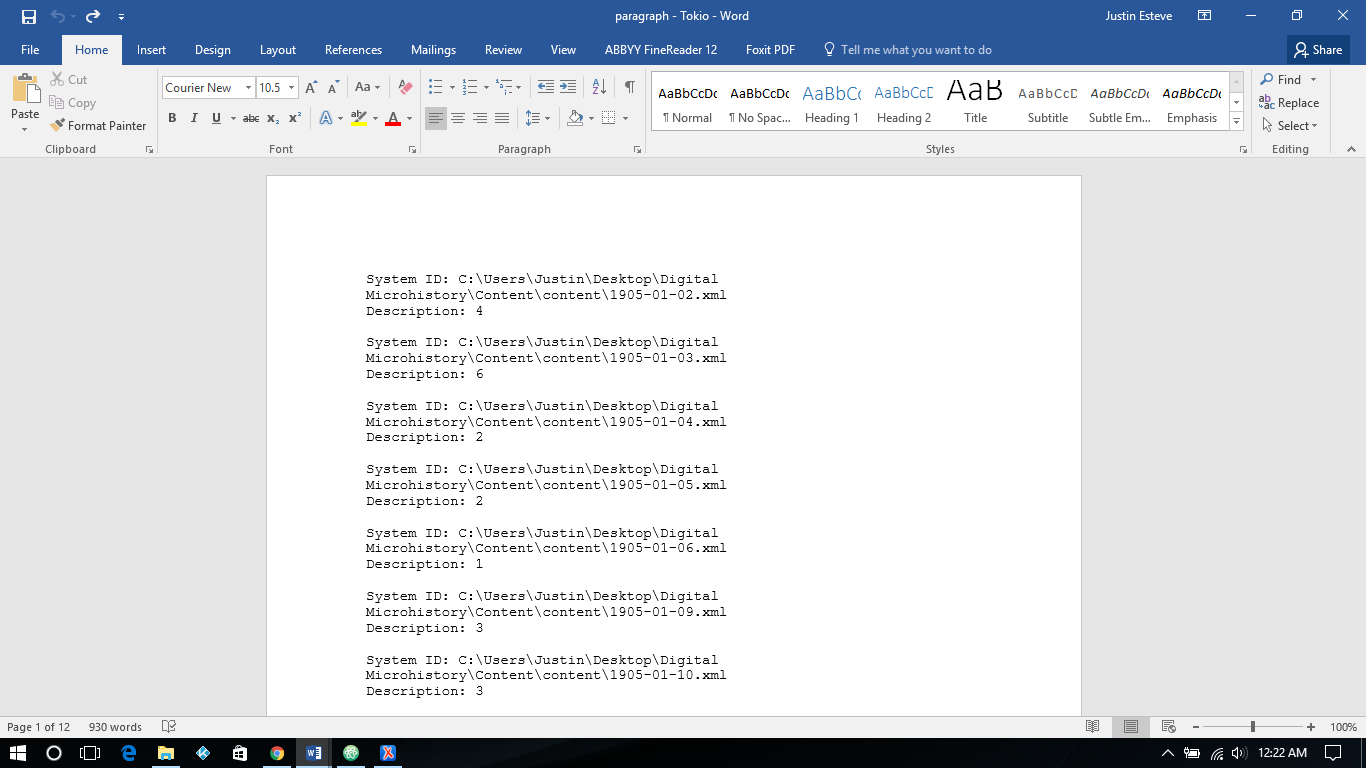 paragraph - Tokio - Word
Justin Esteve
File Home Insert Design Layout References Mailings Review View ABBYY FineReader 12 Foxit PDF Tell me what you want to do Share
Paste
Cut
Copy
Format Painter
Clipboard
Courier New 10.5
Font
Paragraph
AaBbCcDc AaBbCcDc AaBbCc AaBbCcD AaB AaBbCcD AaBbCcDc AaBbCcDc
¶ Normal ¶ No Spac... Heading 1 Heading 2 Title Subtitle Subtle Em... Emphasis
Styles
Find
Replace
Select
Editing
System ID: C:\Users\Justin\Desktop\Digital
Microhistory\Content\content\1905-01-02.xml
Description: 4
System ID: C:\Users\Justin\Desktop\Digital
Microhistory\Content\content\1905-01-03.xml
Description: 6
System ID: C:\Users\Justin\Desktop\Digital
Microhistory\Content\content\1905-01-04.xml
Description: 2
System ID: C:\Users\Justin\Desktop\Digital
Microhistory\Content\content\1905-01-05.xml
Description: 2
System ID: C:\Users\Justin\Desktop\Digital
Microhistory\Content\content\1905-01-06.xml
Description: 1
System ID: C:\Users\Justin\Desktop\Digital
Microhistory\Content\content\1905-01-09.xml
Description: 3
System ID: C:\Users\Justin\Desktop\Digital
Microhistory\Content\content\1905-01-10.xml
Description: 3
Page 1 of 12 930 words 100%
12:22 AM